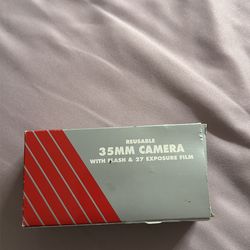 REUSABLE
35MM CAMERA
WITH FLASH & 27 EXPOSURE FILM